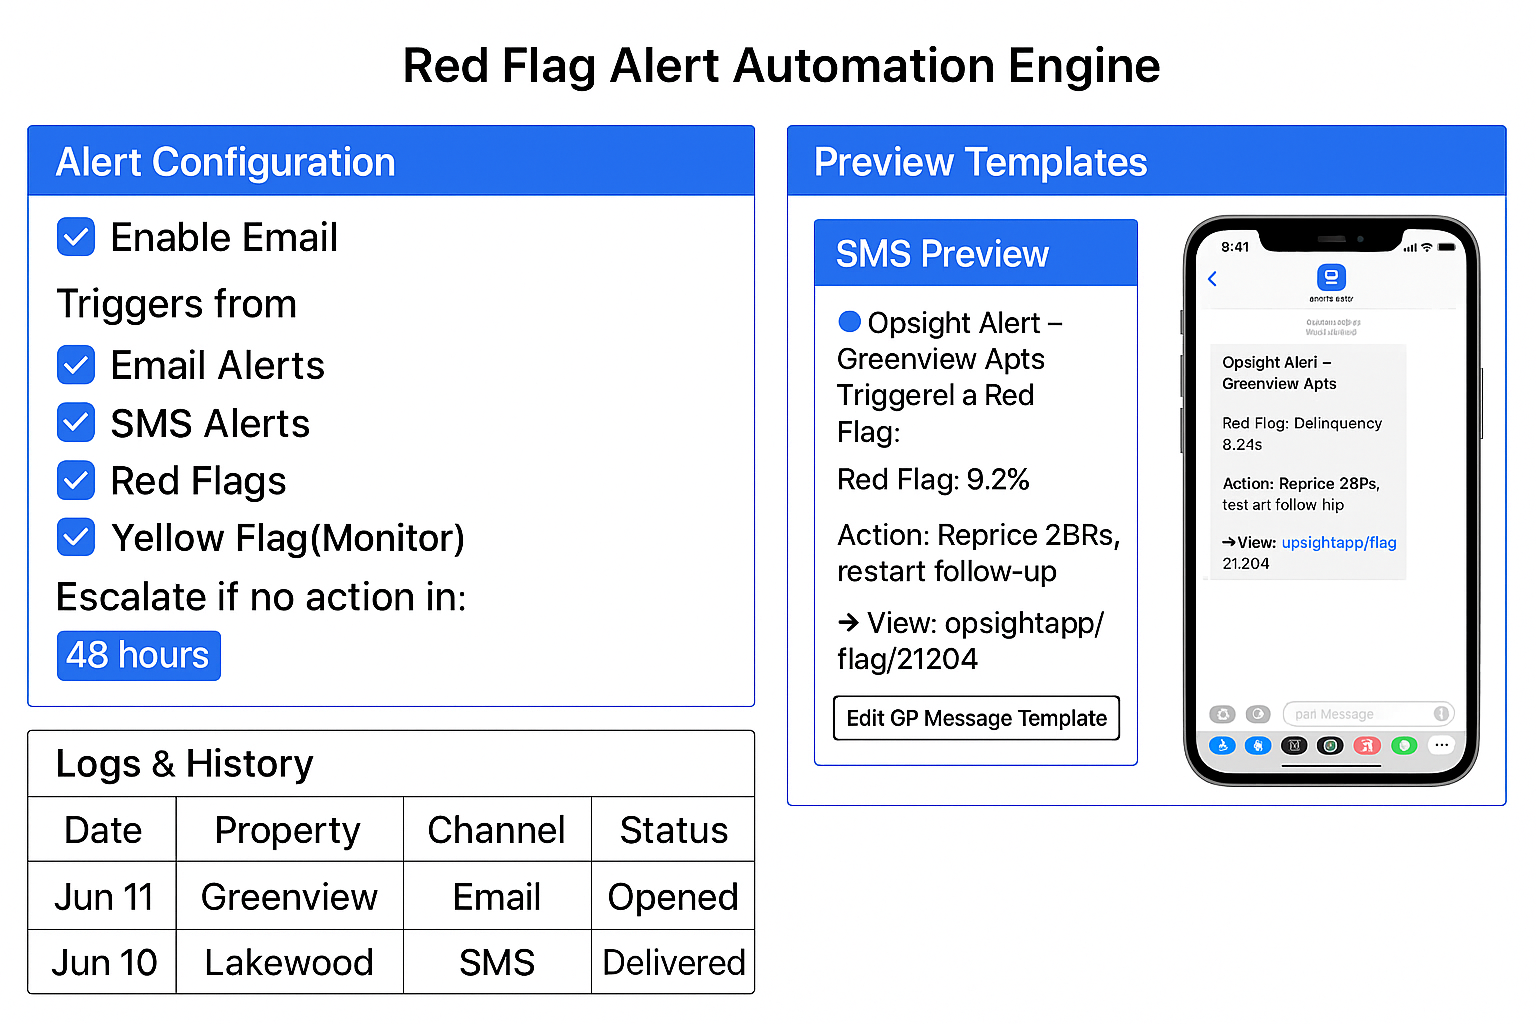 Red Flag Alert Automation Engine
Alert Configuration
Enable Email
Triggers from
Email Alerts
SMS Alerts
Red Flags
Yellow Flag(Monitor)
Escalate if no action in:
48 hours
Logs & History
Date Property Channel Status
Jun 11 Greenview Email Opened
Jun 10 Lakewood SMS Delivered
Preview Templates
SMS Preview
Opsight Alert –
Greenview Apts
Triggerel a Red
Flag:
Red Flag: 9.2%
Action: Reprice 2BRs,
restart follow-up
→ View: opsightapp/
flag/21204
Edit GP Message Template
9:41
Opsight Aleri –
Greenview Apts
Red Flog: Delinquency
8.24s
Action: Reprice 28Ps,
test art follow hip
→View: upsightapp/flag
21.204
Message